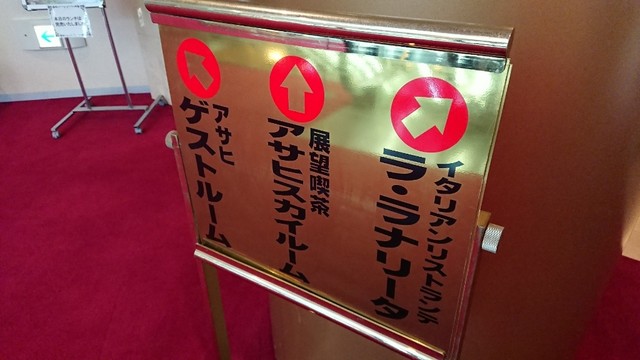 イタリアンリストランテ
ラ・ラナリータ
展望喫茶
アサヒスカイルーム
アサヒ
ゲストルーム